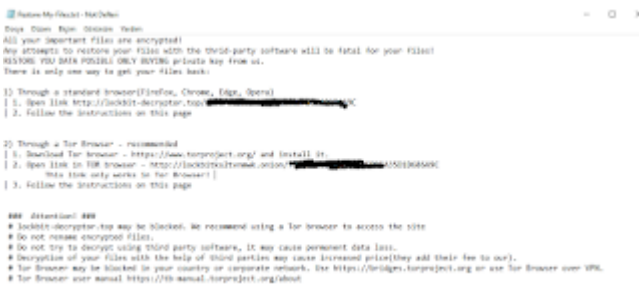 Restore-My-Files.txt - Not Defteri
Dosya Düzen Biçim Görünüm Yardım
All your important files are encrypted!
Any attempts to restore your files with the thrid-party software will be fatal for your files!
RESTORE YOU DATA POSIBLE ONLY BUYING private key from us.
There is only one way to get your files back:
1) Through a standard browser(FireFox, Chrome, Edge, Opera)
| 1. Open link http://lockbit-decryptor.top/
| 2. Follow the instructions on this page
2) Through a Tor Browser - recommended
| 1. Download Tor browser - https://www.torproject.org/ and install it.
| 2. Open link in TOR browser -
This link only works in Tor Browser! |
| 3. Follow the instructions on this page
### Attention! ###
# lockbit-decryptor.top may be blocked. We recommend using a Tor browser to access the site
# Do not rename encrypted files.
# Do not try to decrypt using third party software, it may cause permanent data loss.
# Decryption of your files with the help of third parties may cause increased price(they add their fee to our).
# Tor Browser may be blocked in your country or corporate network. Use https://bridges.torproject.org or use Tor Browser over VPN.
# Tor Browser user manual https://tb-manual.torproject.org/about